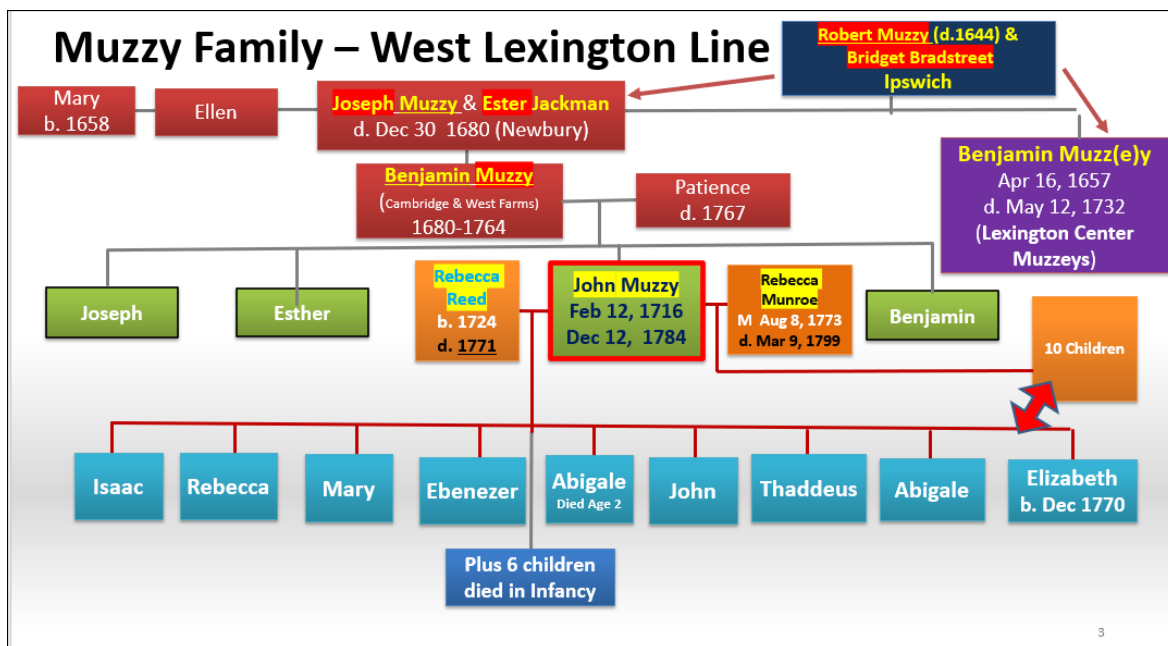 Muzzy Family – West Lexington Line
Robert Muzzy (d.1644) &
Bridget Bradstreet
Ipswich
Mary
b. 1658
Ellen
Joseph Muzzy & Ester Jackman
d. Dec 30 1680 (Newbury)
Benjamin Muzz(e)y
Apr 16, 1657
d. May 12, 1732
(Lexington Center
Muzzeys)
Benjamin Muzzy
(Cambridge & West Farms)
1680-1764
Patience
d. 1767
Joseph
Esther
Rebecca
Reed
b. 1724
d. 1771
John Muzzy
Feb 12, 1716
Dec 12, 1784
Rebecca
Munroe
M Aug 8, 1773
d. Mar 9, 1799
Benjamin
10 Children
Isaac
Rebecca
Mary
Ebenezer
Abigale
Died Age 2
John
Thaddeus
Abigale
Elizabeth
b. Dec 1770
Plus 6 children
died in Infancy
3